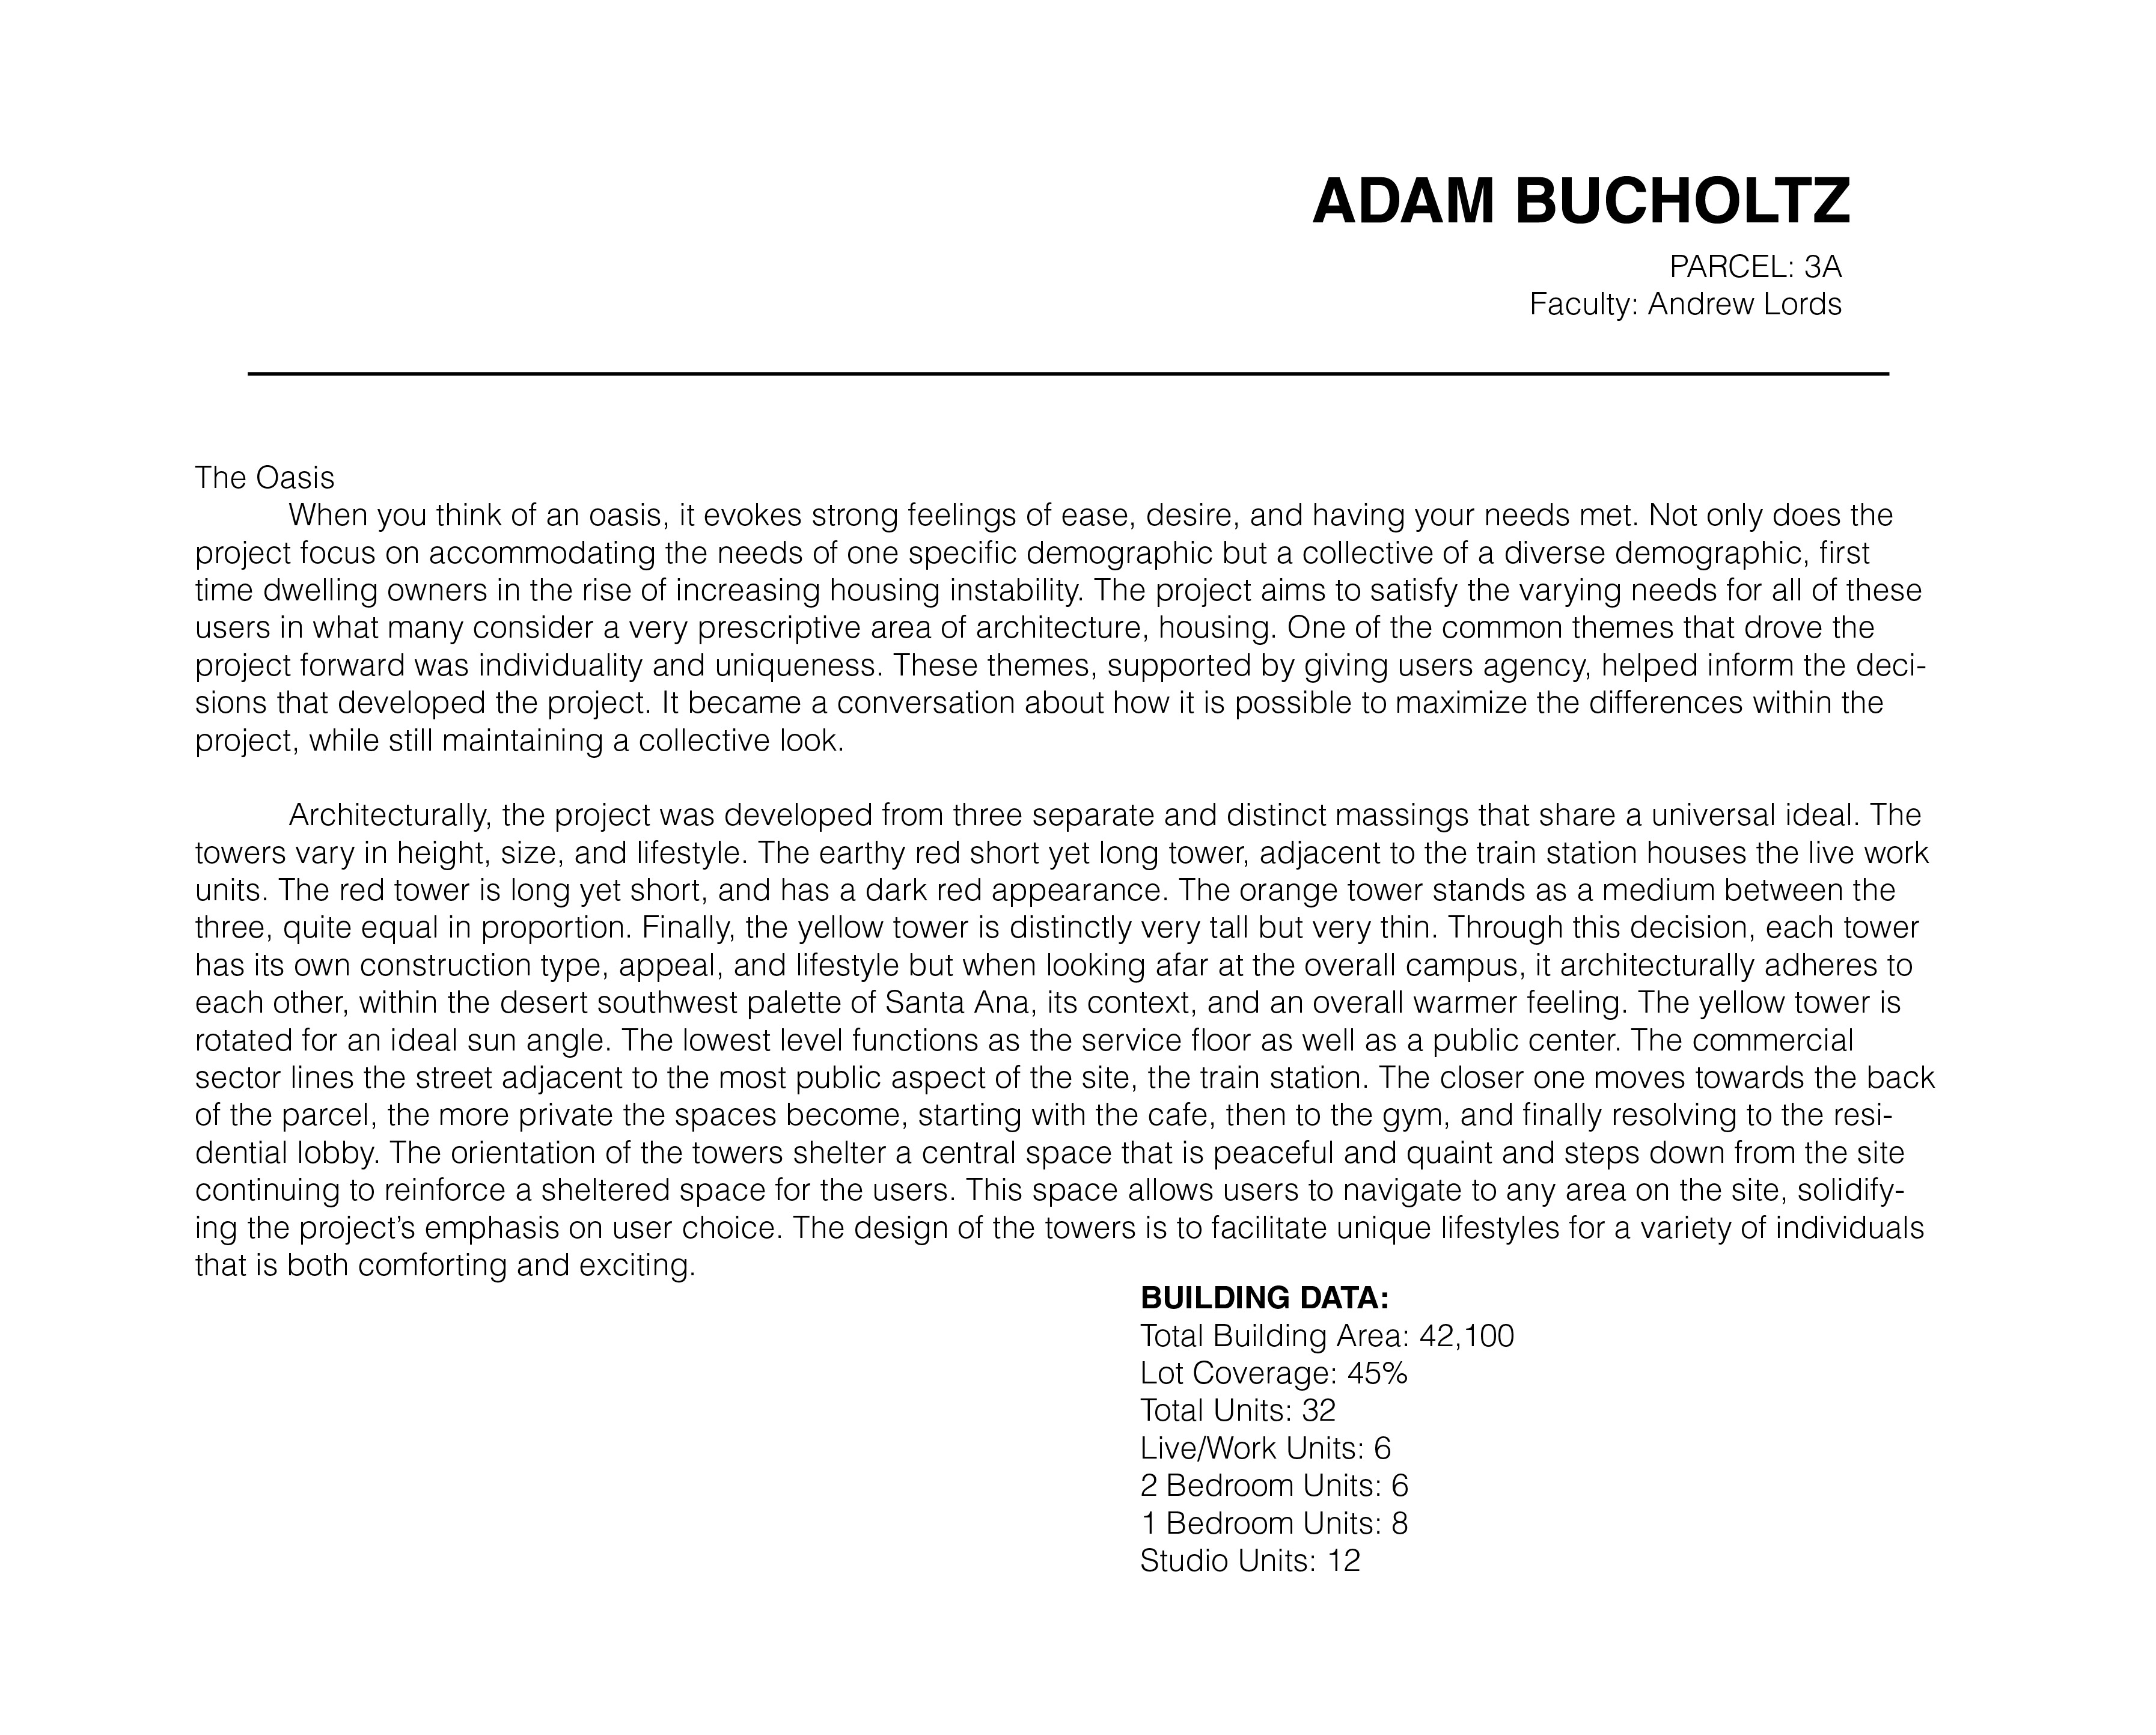 ADAM BUCHOLTZ
PARCEL: 3A
Faculty: Andrew Lords
The Oasis
When you think of an oasis, it evokes strong feelings of ease, desire, and having your needs met. Not only does the
project focus on accommodating the needs of one specific demographic but a collective of a diverse demographic, first
time dwelling owners in the rise of increasing housing instability. The project aims to satisfy the varying needs for all of these
users in what many consider a very prescriptive area of architecture, housing. One of the common themes that drove the
project forward was individuality and uniqueness. These themes, supported by giving users agency, helped inform the deci-
sions that developed the project. It became a conversation about how it is possible to maximize the differences within the
project, while still maintaining a collective look.
Architecturally, the project was developed from three separate and distinct massings that share a universal ideal. The
towers vary in height, size, and lifestyle. The earthy red short yet long tower, adjacent to the train station houses the live work
units. The red tower is long yet short, and has a dark red appearance. The orange tower stands as a medium between the
three, quite equal in proportion. Finally, the yellow tower is distinctly very tall but very thin. Through this decision, each tower
has its own construction type, appeal, and lifestyle but when looking afar at the overall campus, it architecturally adheres to
each other, within the desert southwest palette of Santa Ana, its context, and an overall warmer feeling. The yellow tower is
rotated for an ideal sun angle. The lowest level functions as the service floor as well as a public center. The commercial
sector lines the street adjacent to the most public aspect of the site, the train station. The closer one moves towards the back
of the parcel, the more private the spaces become, starting with the cafe, then to the gym, and finally resolving to the resi-
dential lobby. The orientation of the towers shelter a central space that is peaceful and quaint and steps down from the site
continuing to reinforce a sheltered space for the users. This space allows users to navigate to any area on the site, solidify-
ing the project’s emphasis on user choice. The design of the towers is to facilitate unique lifestyles for a variety of individuals
that is both comforting and exciting.
BUILDING DATA:
Total Building Area: 42,100
Lot Coverage: 45%
Total Units: 32
Live/Work Units: 6
2 Bedroom Units: 6
1 Bedroom Units: 8
Studio Units: 12